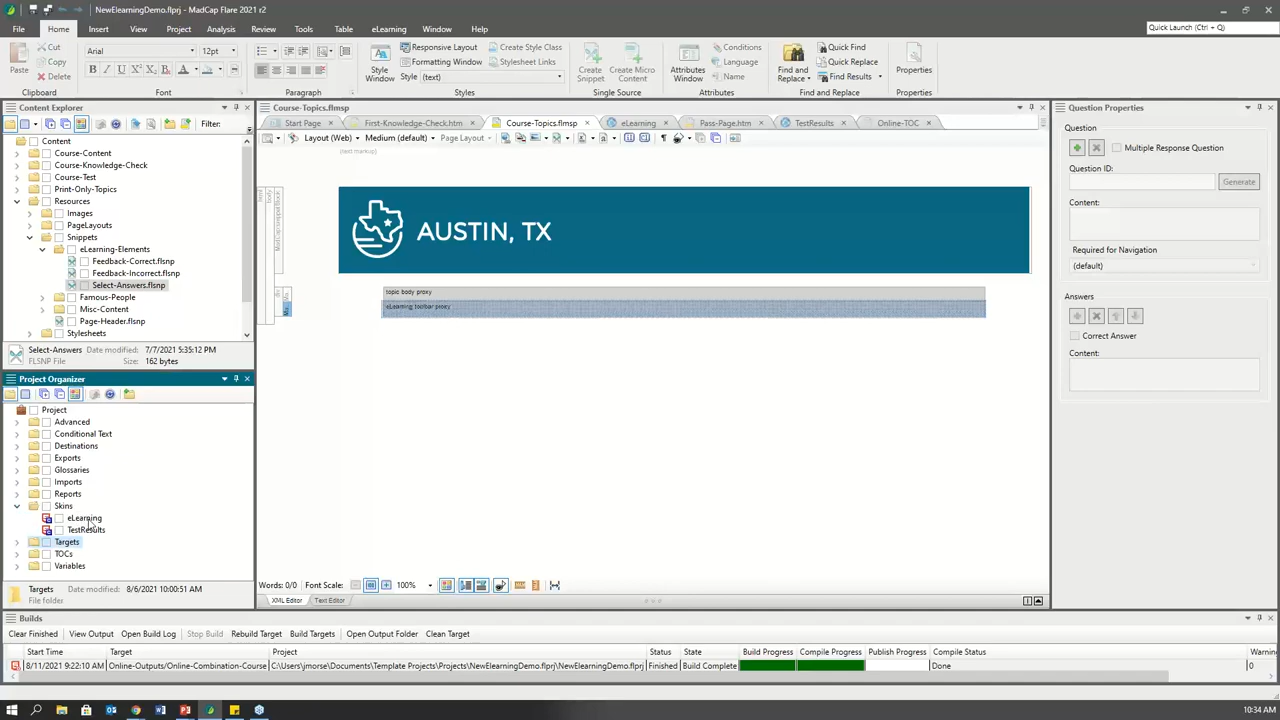 NewElearningDemo.flprj - MadCap Flare 2021 r2
File Home Insert View Project Analysis Review Tools Table eLearning Window Help
Quick Launch (Ctrl + Q)
Paste
Cut
Copy
Delete
Clipboard
Arial 12pt
Font
Paragraph
Style Window
Responsive Layout
Formatting Window
Style (text)
Create Style Class
Stylesheet Links
Styles
Create Snippet
Create Micro Content
Conditions
Language
Name
Single Source
Attributes Window
Attributes
Find and Replace
Quick Find
Quick Replace
Find Results
Find and Replace
Properties
Properties
Content Explorer
Filter:
Content
Course-Content
Course-Knowledge-Check
Course-Test
Print-Only-Topics
Resources
Images
PageLayouts
Snippets
eLearning-Elements
Feedback-Correct.flsnp
Feedback-Incorrect.flsnp
Select-Answers.flsnp
Famous-People
Misc-Content
Page-Header.flsnp
Stylesheets
Select-Answers Date modified: 7/7/2021 5:35:12 PM
FLSNP File Size: 162 bytes
Project Organizer
Project
Advanced
Conditional Text
Destinations
Exports
Glossaries
Imports
Reports
Skins
eLearning
TestResults
Targets
TOCs
Variables
Targets Date modified: 8/6/2021 10:00:51 AM
File folder
Course-Topics.flmsp
Start Page First-Knowledge-Check.htm Course-Topics.flmsp eLearning Pass-Page.htm TestResults Online-TOC
Layout (Web) Medium (default) Page Layout
AUSTIN, TX
topic body proxy
eLearning toolbar proxy
Words: 0/0 Font Scale: 100%
XML Editor Text Editor
Question Properties
Question
Multiple Response Question
Question ID:
Generate
Content:
Required for Navigation
(default)
Answers
Correct Answer
Content:
Builds
Clear Finished View Output Open Build Log Stop Build Rebuild Target Build Targets Open Output Folder Clean Target
Start Time Target Project Status State Build Progress Compile Progress Publish Progress Compile Status Warning
8/11/2021 9:22:10 AM Online-Outputs/Online-Combination-Course C:\Users\jmorse\Documents\Template Projects\Projects\NewElearningDemo.flprj\NewElearningDemo.flprj Finished Build Complete Done 0
10:34 AM